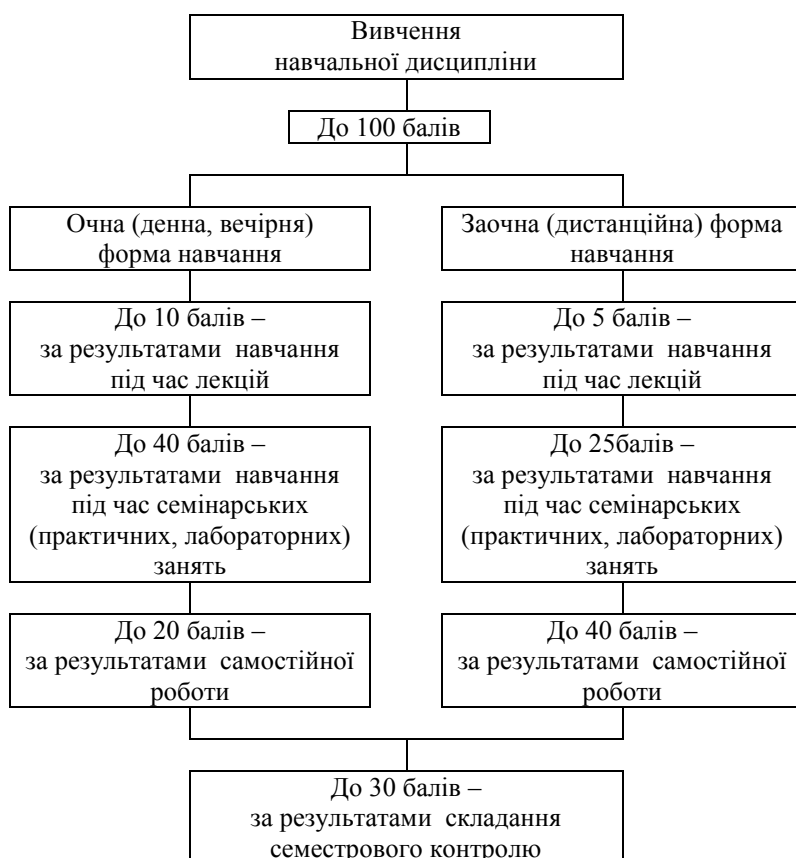 Вивчення
навчальної дисципліни
До 100 балів
Очна (денна, вечірня)
форма навчання
До 10 балів –
за результатами навчання
під час лекцій
До 40 балів –
за результатами навчання
під час семінарських
(практичних, лабораторних)
занять
До 20 балів –
за результатами самостійної
роботи
Заочна (дистанційна) форма
навчання
До 5 балів –
за результатами навчання
під час лекцій
До 25балів –
за результатами навчання
під час семінарських
(практичних, лабораторних)
занять
До 40 балів –
за результатами самостійної
роботи
До 30 балів –
за результатами складання
семестрового контролю